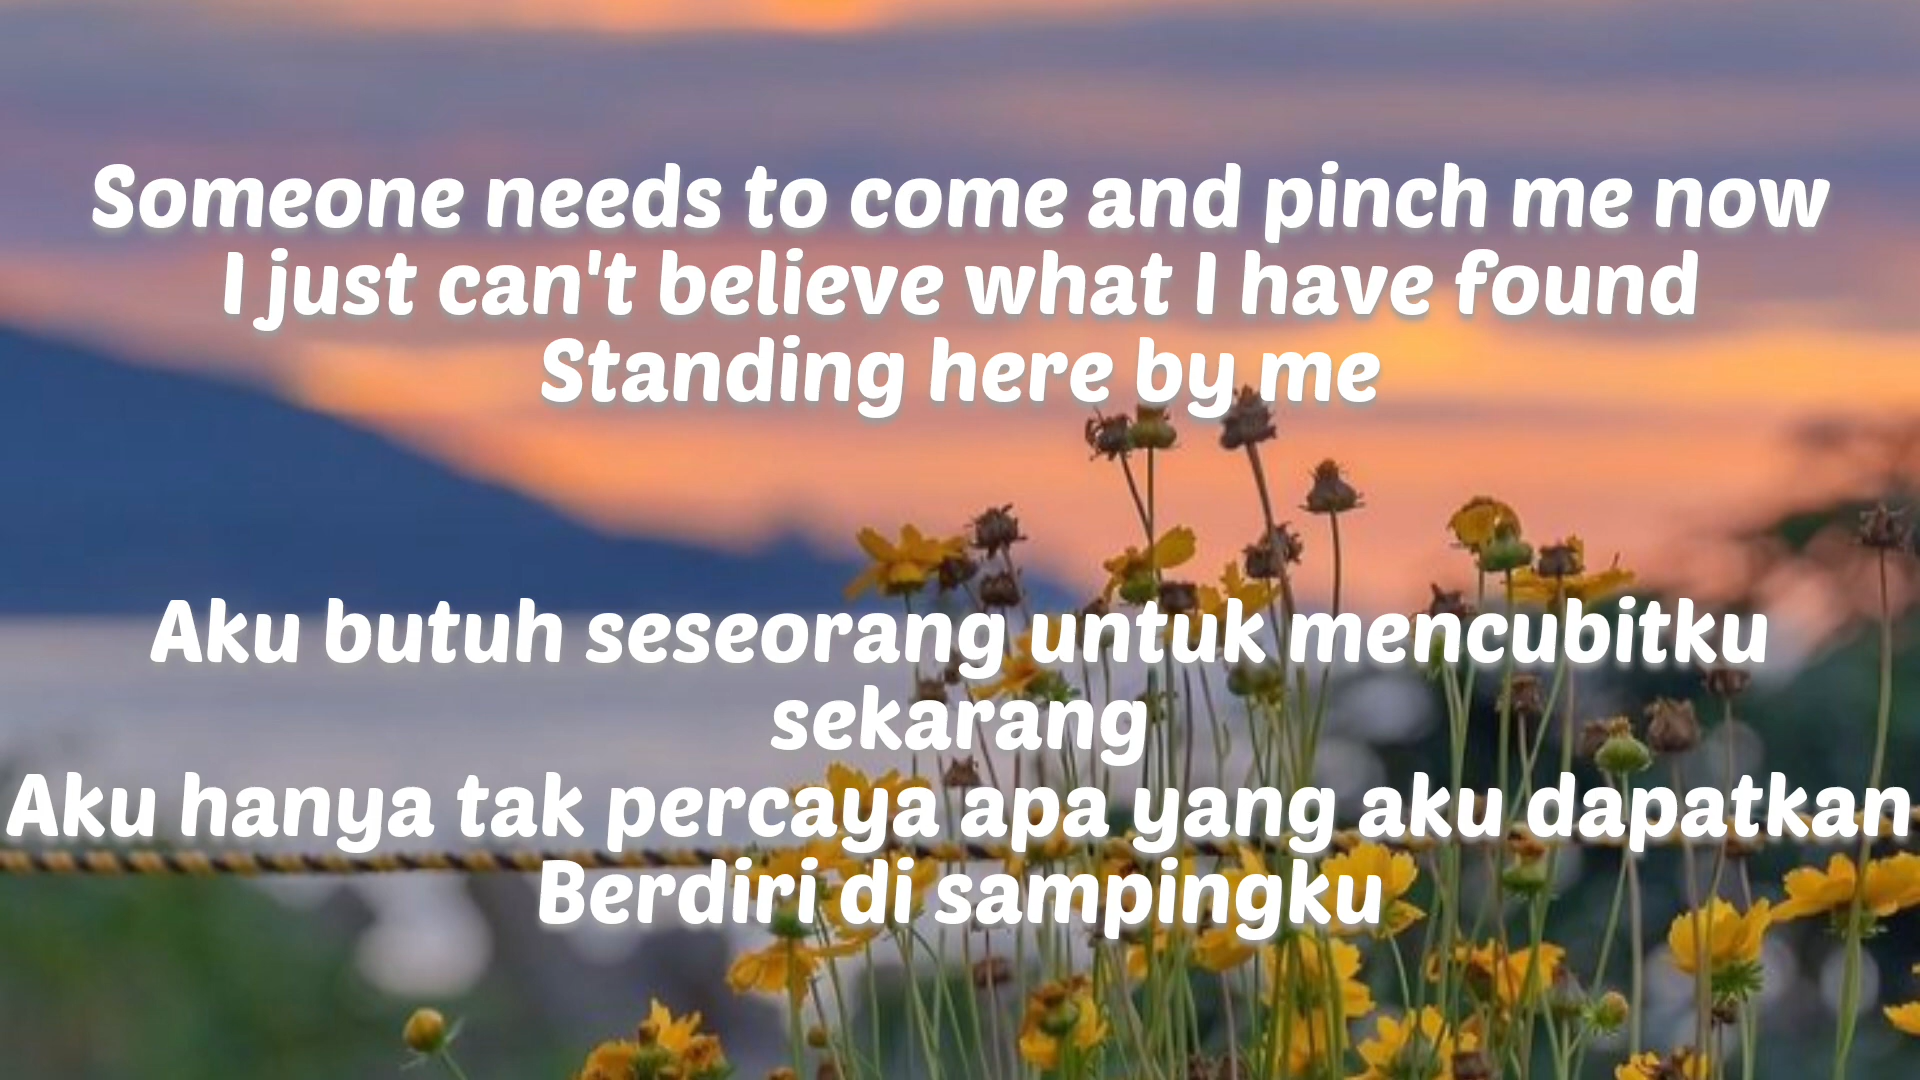 Someone needs to come and pinch me now
I just can't believe what I have found
Standing here by me
Aku butuh seseorang untuk mencubitku
sekarang
Aku hanya tak percaya apa yang aku dapatkan
Berdiri di sampingku